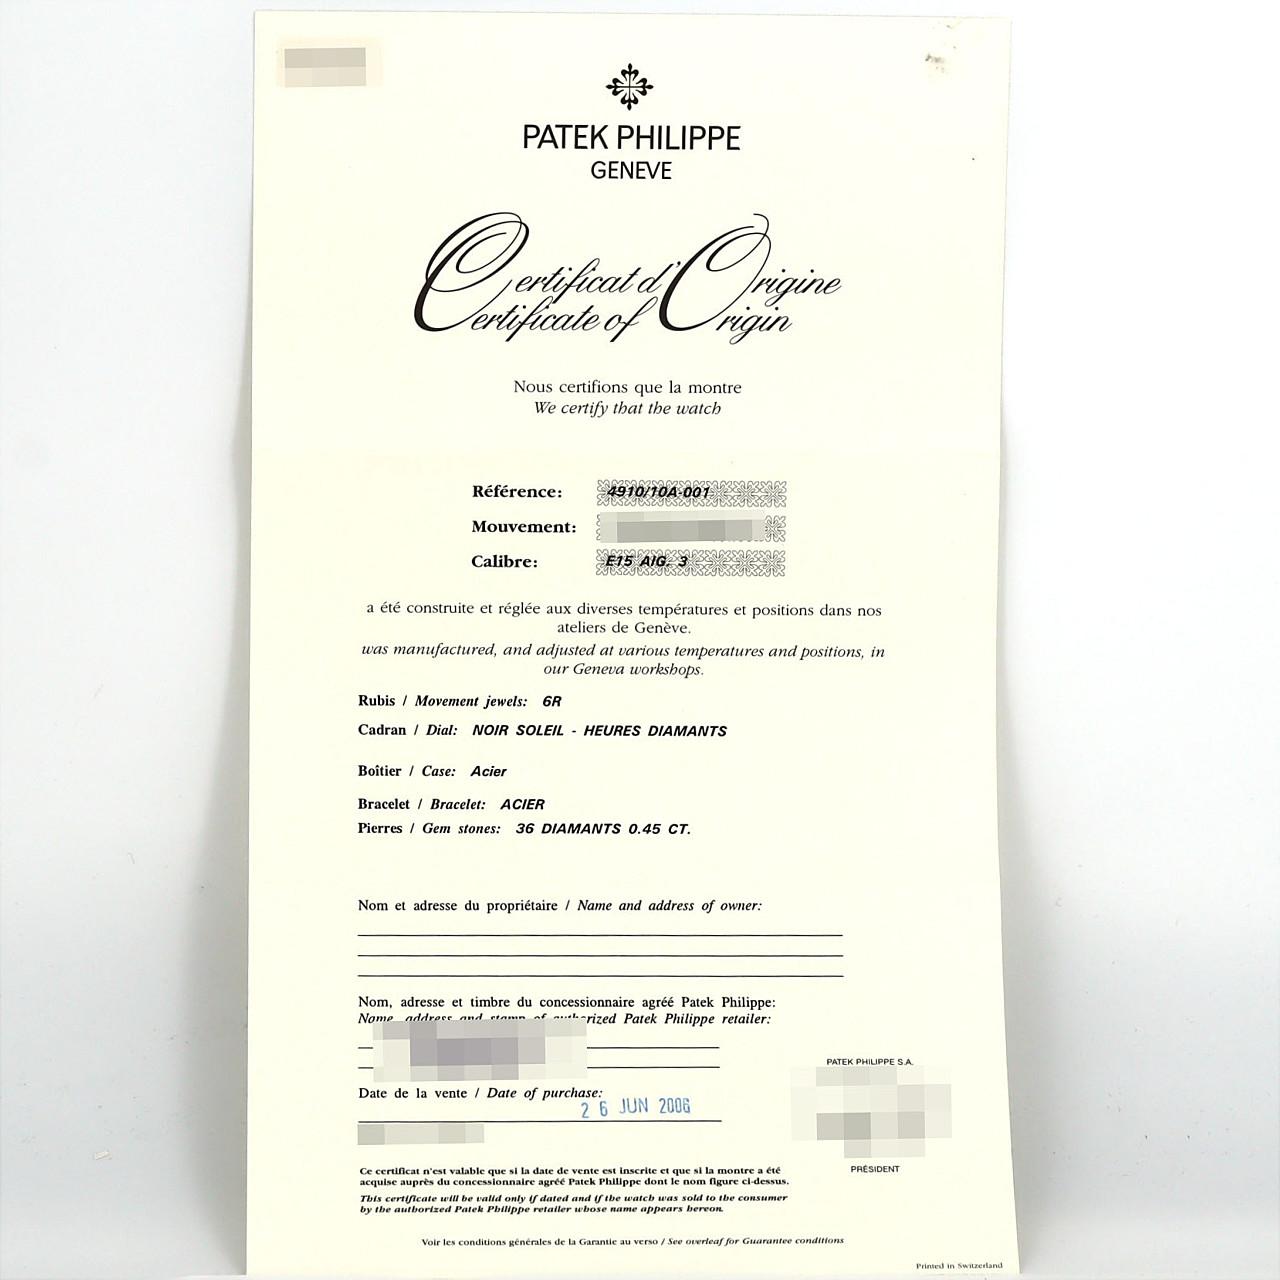 PATEK PHILIPPE
GENEVE
Certificat d'Origine
Certificate of Origin
Nous certifions que la montre
We certify that the watch
Référence: 4910/10A-001
Mouvement:
Calibre: E15 AIG. 3
a été construite et réglée aux diverses températures et positions dans nos
ateliers de Genève.
was manufactured, and adjusted at various temperatures and positions, in
our Geneva workshops.
Rubis / Movement jewels: 6R
Cadran / Dial: NOIR SOLEIL - HEURES DIAMANTS
Boîtier / Case: Acier
Bracelet / Bracelet: ACIER
Pierres / Gem stones: 36 DIAMANTS 0.45 CT.
Nom et adresse du propriétaire / Name and address of owner:
Nom, adresse et timbre du concessionnaire agréé Patek Philippe:
Name, address and stamp of authorized Patek Philippe retailer:
PATEK PHILIPPE S.A.
Date de la vente / Date of purchase:
26 JUN 2006
PRÉSIDENT
Ce certificat n'est valable que si la date de vente est inscrite et que si la montre a été
acquise auprès du concessionnaire agréé Patek Philippe dont le nom figure ci-dessus.
This certificate will be valid only if dated and if the watch was sold to the consumer
by the authorized Patek Philippe retailer whose name appears hereon.
Voir les conditions générales de la Garantie au verso / See overleaf for Guarantee conditions
Printed in Switzerland